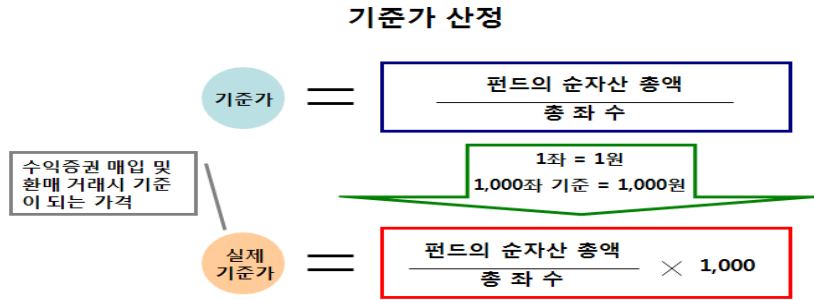 기준가 산정
기준가
펀드의 순자산 총액
총 좌 수
수익증권 매입 및
환매 거래시 기준
이 되는 가격
1좌 = 1원
1,000좌 기준 = 1,000원
실제
기준가
펀드의 순자산 총액
총 좌 수
× 1,000